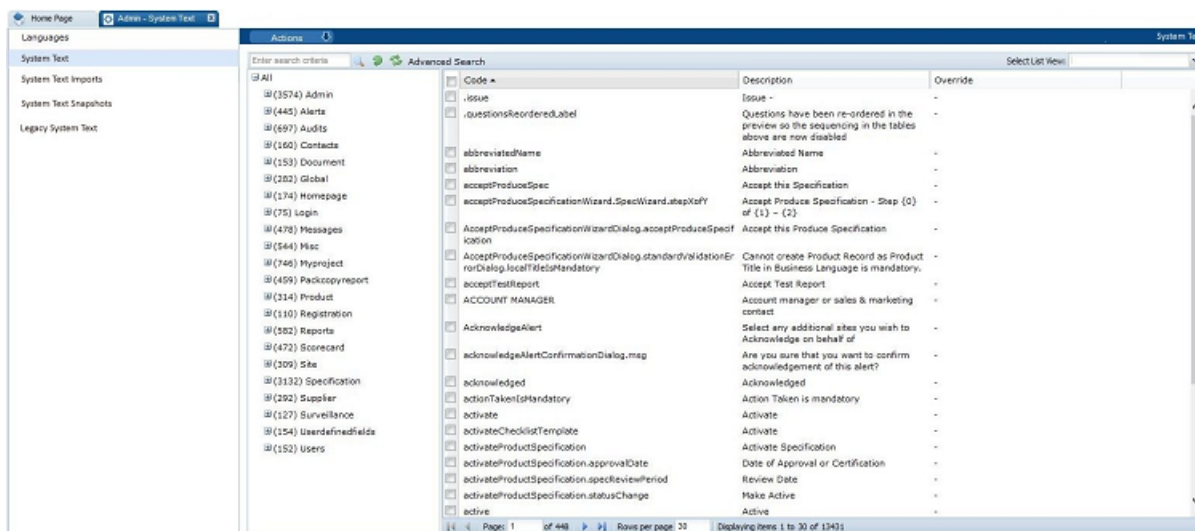 Home Page
Admin - System Text
Languages
System Text
System Text Imports
System Text Snapshots
Legacy System Text
Actions
System Te
Enter search criteria
Advanced Search
Select List View:
All
(3574) Admin
(445) Alerts
(697) Audits
(160) Contacts
(153) Document
(282) Global
(174) Homepage
(75) Login
(478) Messages
(544) Misc
(746) Myproject
(459) Packcopyreport
(314) Product
(110) Registration
(582) Reports
(472) Scorecard
(309) Site
(3132) Specification
(292) Supplier
(127) Surveillance
(154) Userdefinedfields
(152) Users
Code Description Override
.issue Issue - -
.questionsReorderedLabel Questions have been re-ordered in the -
preview so the sequencing in the tables
above are now disabled
abbreviatedName Abbreviated Name -
abbreviation Abbreviation -
acceptProduceSpec Accept this Specification -
acceptProduceSpecificationWizard.SpecWizard.stepXofY Accept Produce Specification - Step {0} -
of {1} - {2}
AcceptProduceSpecificationWizardDialog.acceptProduceSpecif Accept this Produce Specification -
ication
AcceptProduceSpecificationWizardDialog.standardValidationEr Cannot create Product Record as Product -
rorDialog.localTitleIsMandatory Title in Business Language is mandatory.
acceptTestReport Accept Test Report -
ACCOUNT MANAGER Account manager or sales & marketing -
contact
AcknowledgeAlert Select any additional sites you wish to -
Acknowledge on behalf of
acknowledgeAlertConfirmationDialog.msg Are you sure that you want to confirm -
acknowledgement of this alert?
acknowledged Acknowledged -
actionTakenIsMandatory Action Taken is mandatory -
activate Activate -
activateChecklistTemplate Activate -
activateProductSpecification Activate Specification -
activateProductSpecification.approvalDate Date of Approval or Certification -
activateProductSpecification.specReviewPeriod Review Date -
activateProductSpecification.statusChange Make Active -
active Active -
Page: 1 of 448 Rows per page 30 Displaying items 1 to 30 of 13431